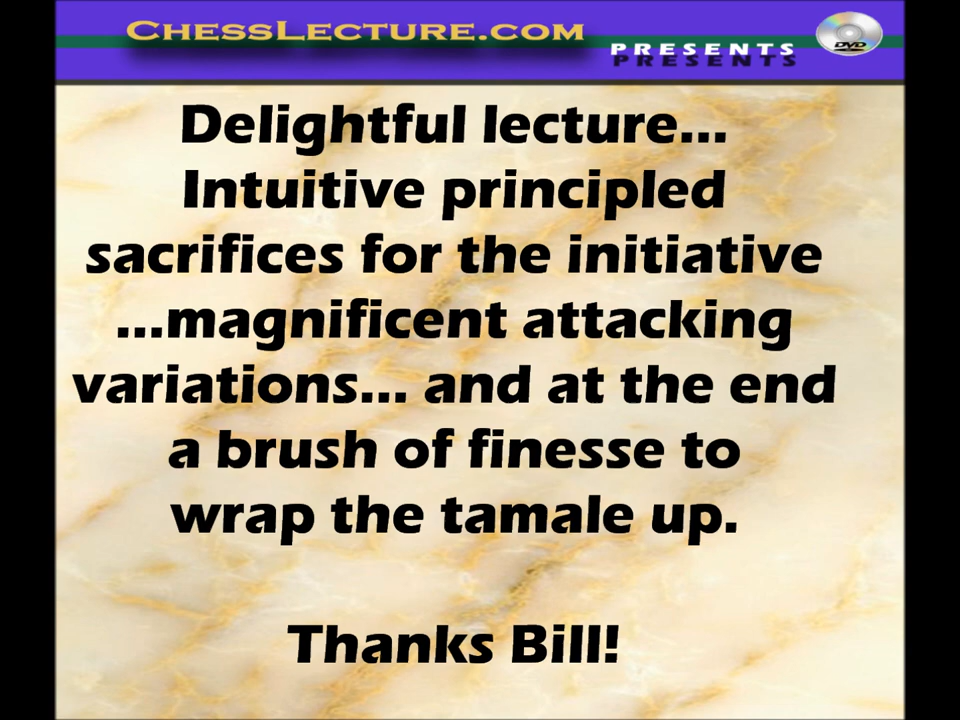 ChessLecture.com
PRESENTS
DVD
Delightful lecture...
Intuitive principled
sacrifices for the initiative
...magnificent attacking
variations... and at the end
a brush of finesse to
wrap the tamale up.
Thanks Bill!